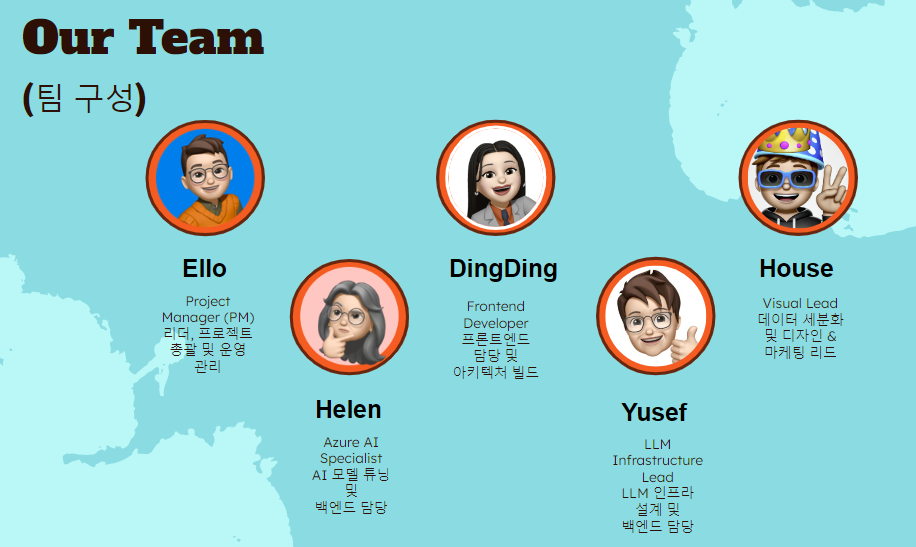 Our Team
(팀 구성)
Ello
Project
Manager (PM)
리더, 프로젝트
총괄 및 운영
관리
Helen
Azure AI
Specialist
AI 모델 튜닝
및
백엔드 담당
DingDing
Frontend
Developer
프론트엔드
담당 및
아키텍처 빌드
Yusef
LLM
Infrastructure
Lead
LLM 인프라
설계 및
백엔드 담당
House
Visual Lead
데이터 세분화
및 디자인 &
마케팅 리드